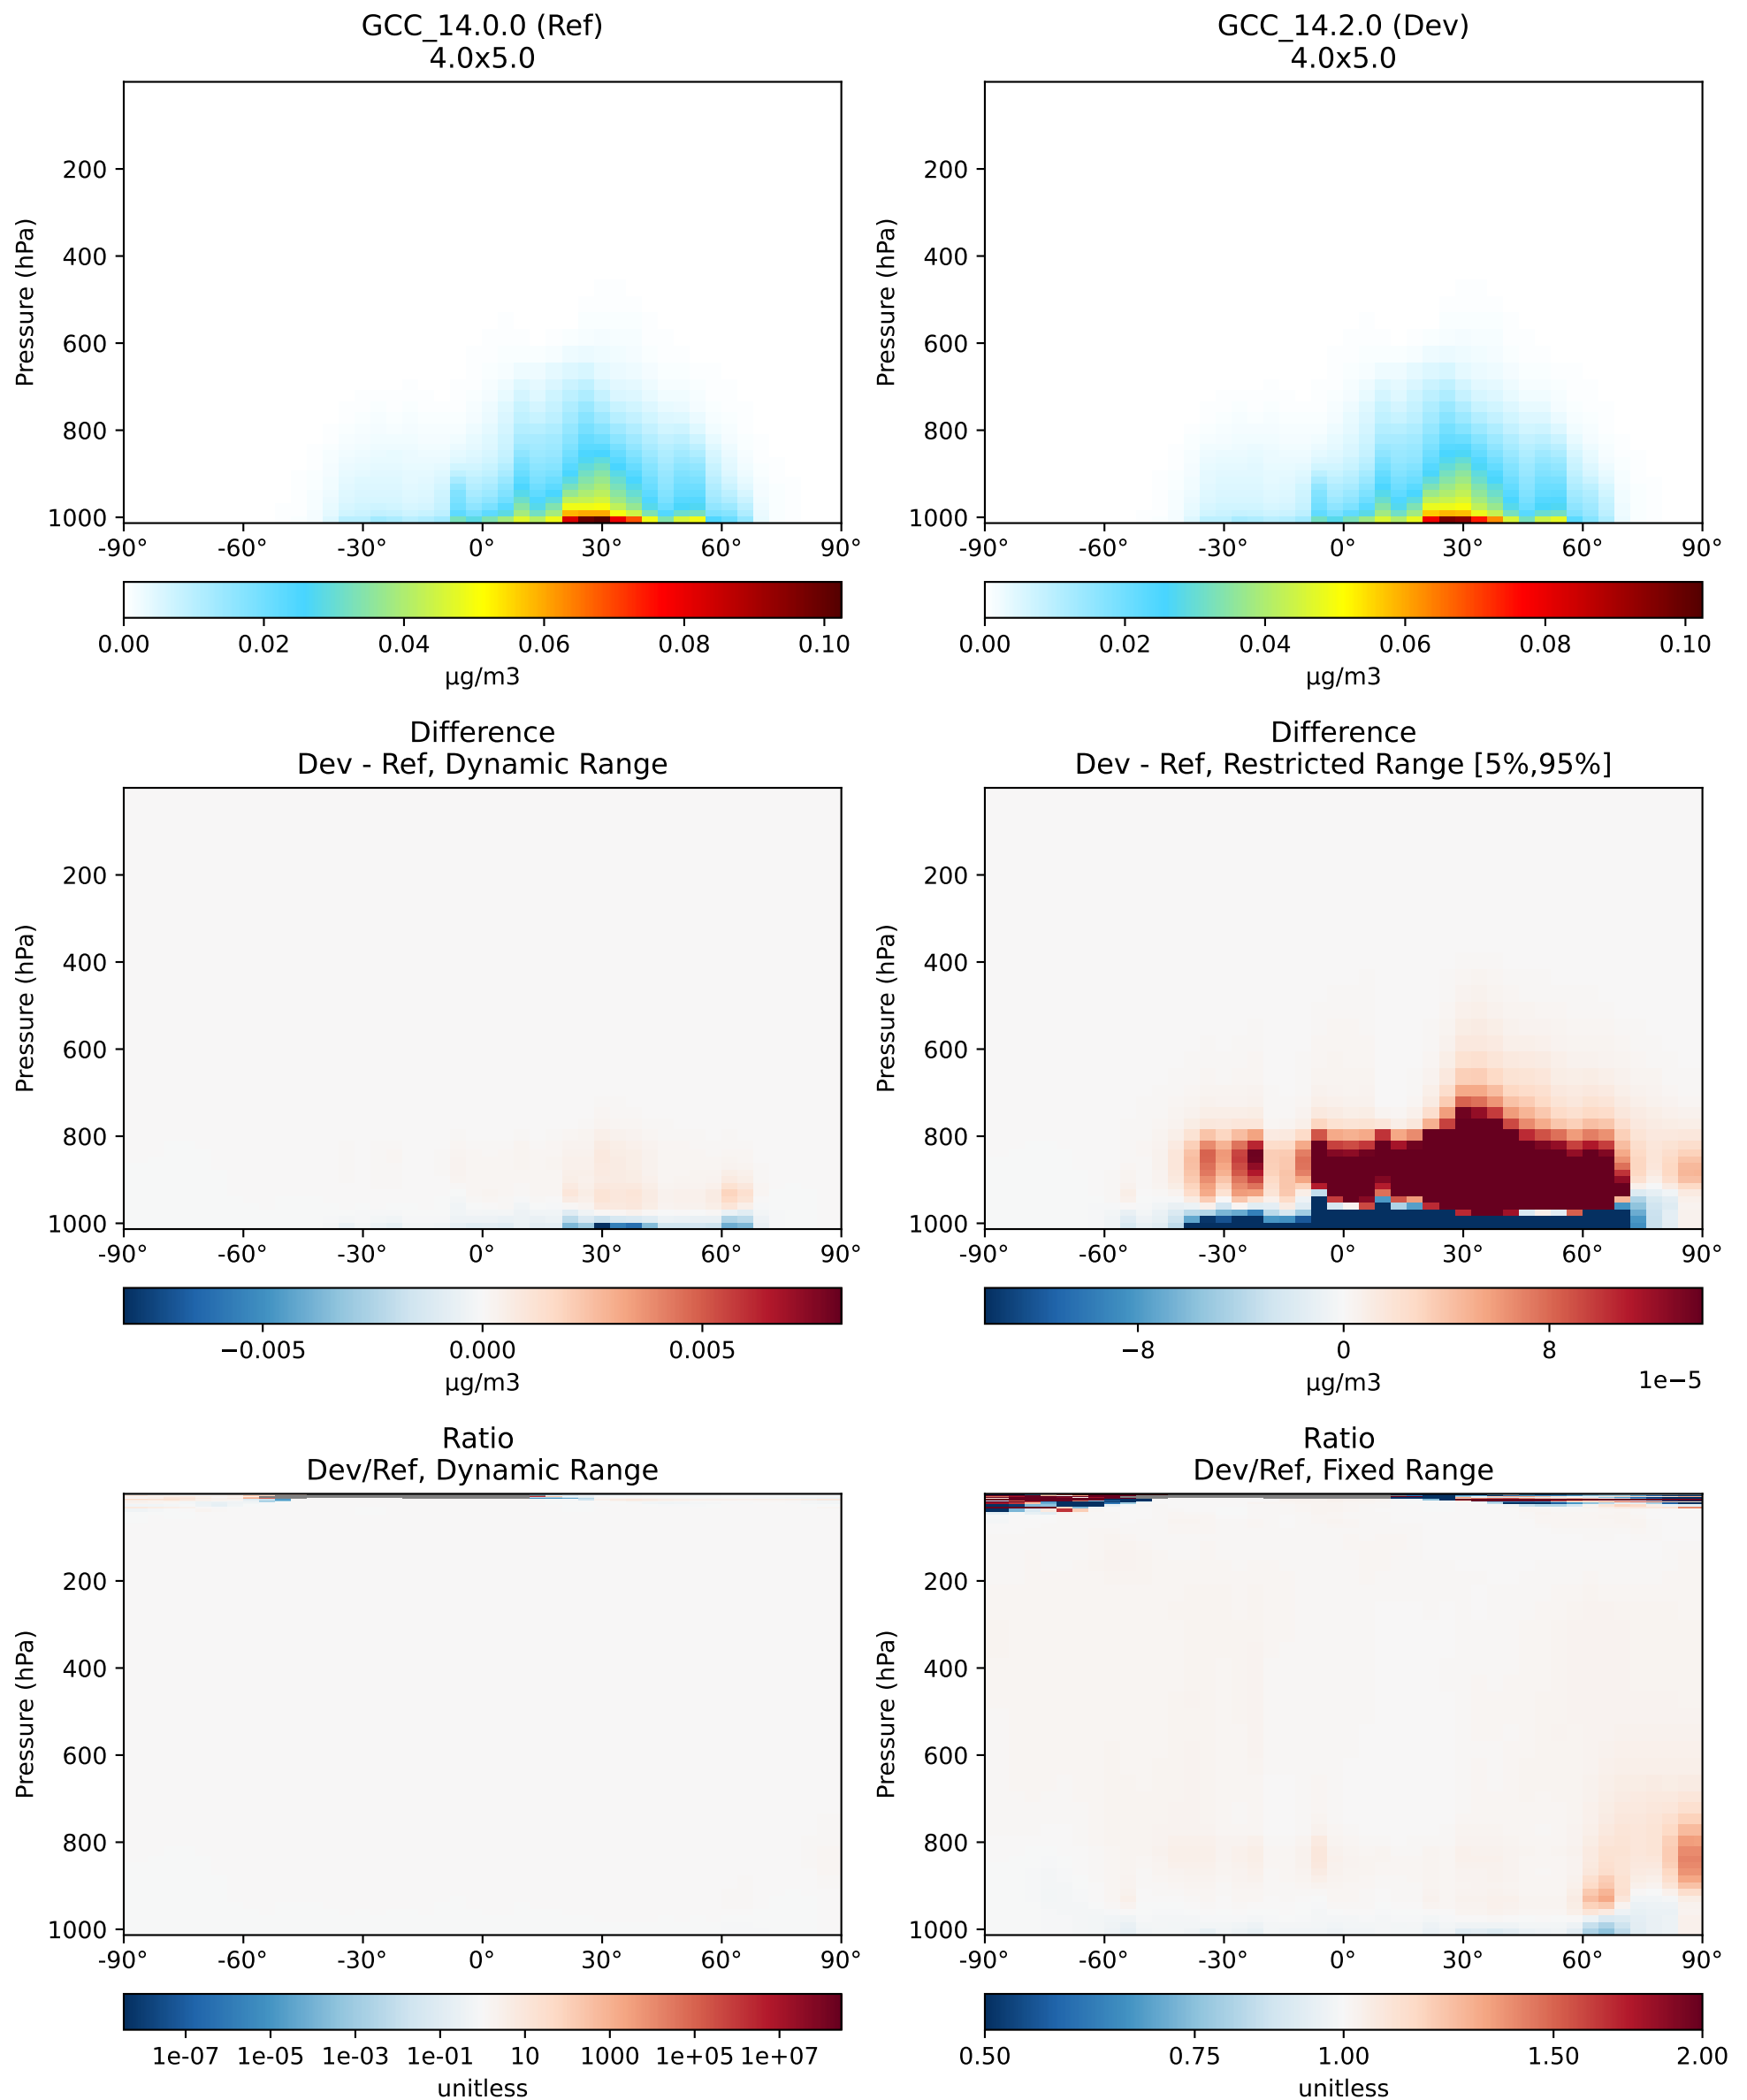 GCC_14.0.0 (Ref)
4.0x5.0
Pressure (hPa)
200
400
600
800
1000
-90° -60° -30° 0° 30° 60° 90°
0.00 0.02 0.04 0.06 0.08 0.10
µg/m3
GCC_14.2.0 (Dev)
4.0x5.0
Pressure (hPa)
200
400
600
800
1000
-90° -60° -30° 0° 30° 60° 90°
0.00 0.02 0.04 0.06 0.08 0.10
µg/m3
Difference
Dev - Ref, Dynamic Range
Pressure (hPa)
200
400
600
800
1000
-90° -60° -30° 0° 30° 60° 90°
−0.005 0.000 0.005
µg/m3
Difference
Dev - Ref, Restricted Range [5%,95%]
Pressure (hPa)
200
400
600
800
1000
-90° -60° -30° 0° 30° 60° 90°
−8 0 8
1e−5
µg/m3
Ratio
Dev/Ref, Dynamic Range
Pressure (hPa)
200
400
600
800
1000
-90° -60° -30° 0° 30° 60° 90°
1e-07 1e-05 1e-03 1e-01 10 1000 1e+05 1e+07
unitless
Ratio
Dev/Ref, Fixed Range
Pressure (hPa)
200
400
600
800
1000
-90° -60° -30° 0° 30° 60° 90°
0.50 0.75 1.00 1.50 2.00
unitless